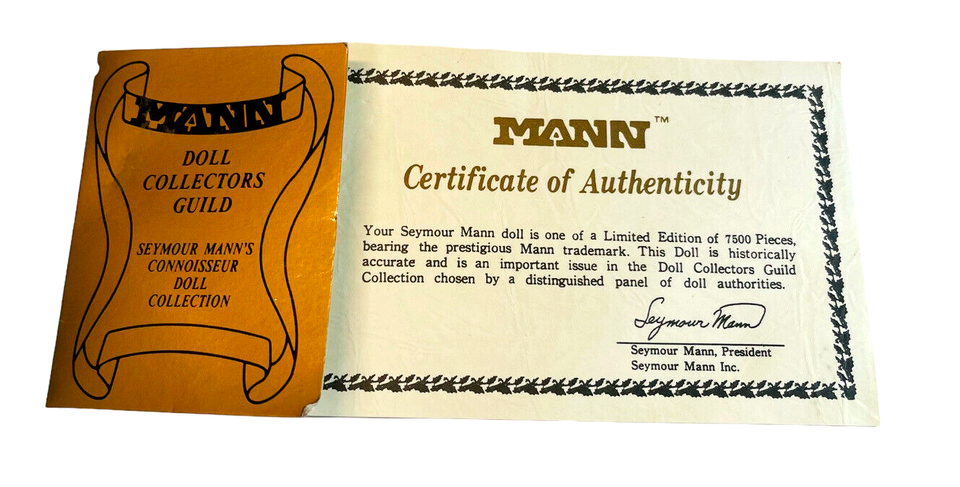 MANN
DOLL
COLLECTORS
GUILD
SEYMOUR MANN'S
CONNOISSEUR
DOLL
COLLECTION
MANN™
Certificate of Authenticity
Your Seymour Mann doll is one of a Limited Edition of 7500 Pieces,
bearing the prestigious Mann trademark. This Doll is historically
accurate and is an important issue in the Doll Collectors Guild
Collection chosen by a distinguished panel of doll authorities.
Seymour Mann
Seymour Mann, President
Seymour Mann Inc.